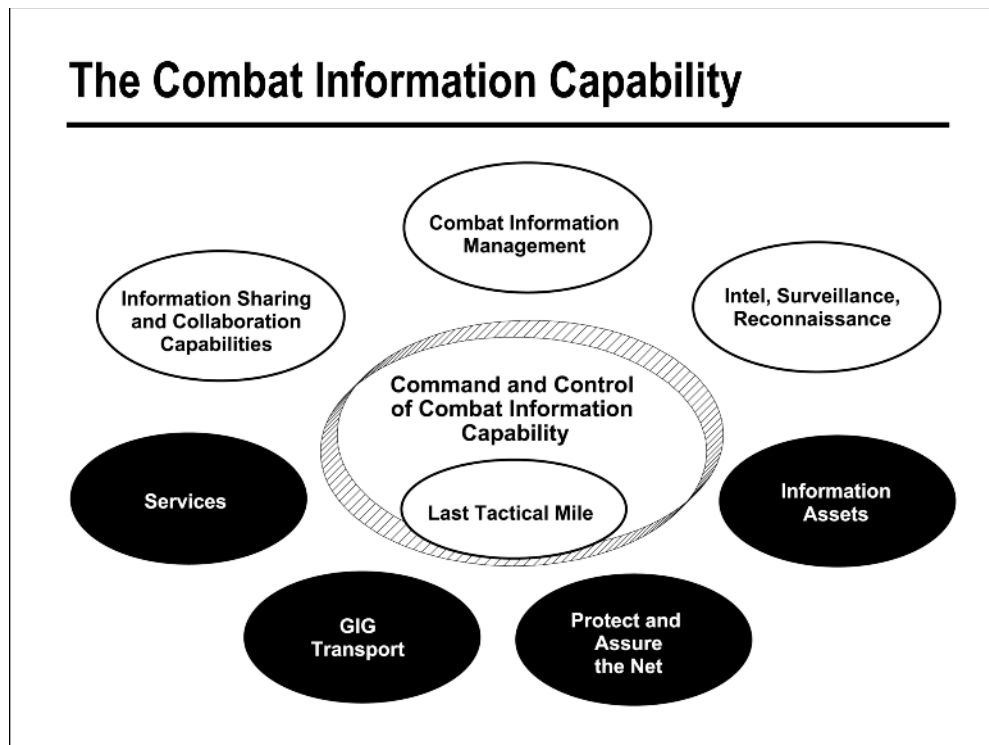 The Combat Information Capability
Combat Information
Management
Information Sharing
and Collaboration
Capabilities
Intel, Surveillance,
Reconnaissance
Command and Control
of Combat Information
Capability
Last Tactical Mile
Services
Information
Assets
GIG
Transport
Protect and
Assure
the Net